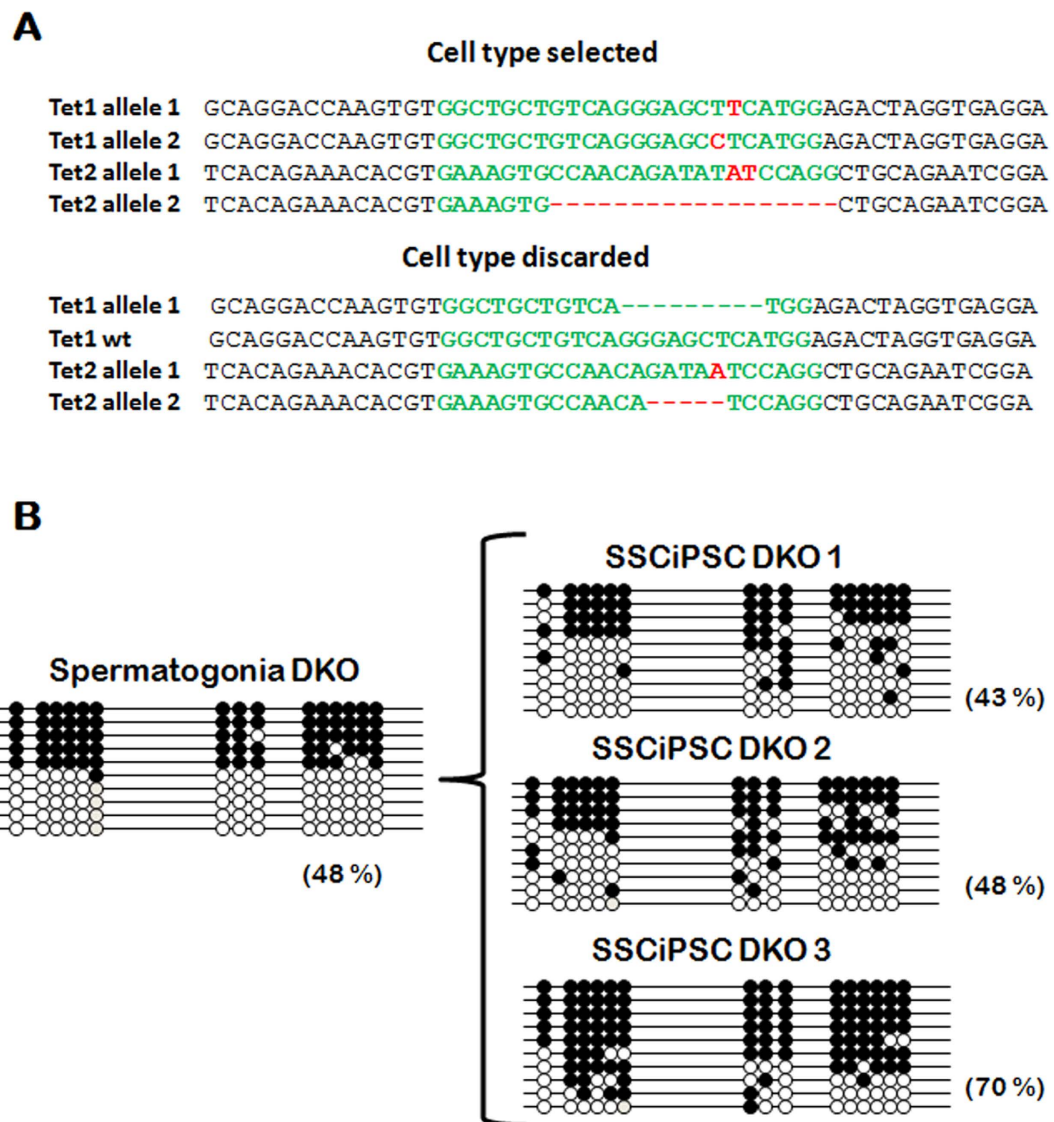 A
Cell type selected
Tet1 allele 1 GCAGGACCAAGTGTGGCTGCTGTCAGGGAGCTTCATGGAGACTAGGTGAGGA
Tet1 allele 2 GCAGGACCAAGTGTGGCTGCTGTCAGGGAGCCTCATGGAGACTAGGTGAGGA
Tet2 allele 1 TCACAGAAACACGTGAAAGTGCCAACAGATATATCCAGGCTGCAGAATCGGA
Tet2 allele 2 TCACAGAAACACGTGAAAGTG------------------CTGCAGAATCGGA
Cell type discarded
Tet1 allele 1 GCAGGACCAAGTGTGGCTGCTGTCA---------TGGAGACTAGGTGAGGA
Tet1 wt GCAGGACCAAGTGTGGCTGCTGTCAGGGAGCTCATGGAGACTAGGTGAGGA
Tet2 allele 1 TCACAGAAACACGTGAAAGTGCCAACAGATAATCCAGGCTGCAGAATCGGA
Tet2 allele 2 TCACAGAAACACGTGAAAGTGCCAACA-----TCCAGGCTGCAGAATCGGA
B
Spermatogonia DKO
(48 %)
SSCiPSC DKO 1
(43 %)
SSCiPSC DKO 2
(48 %)
SSCiPSC DKO 3
(70 %)